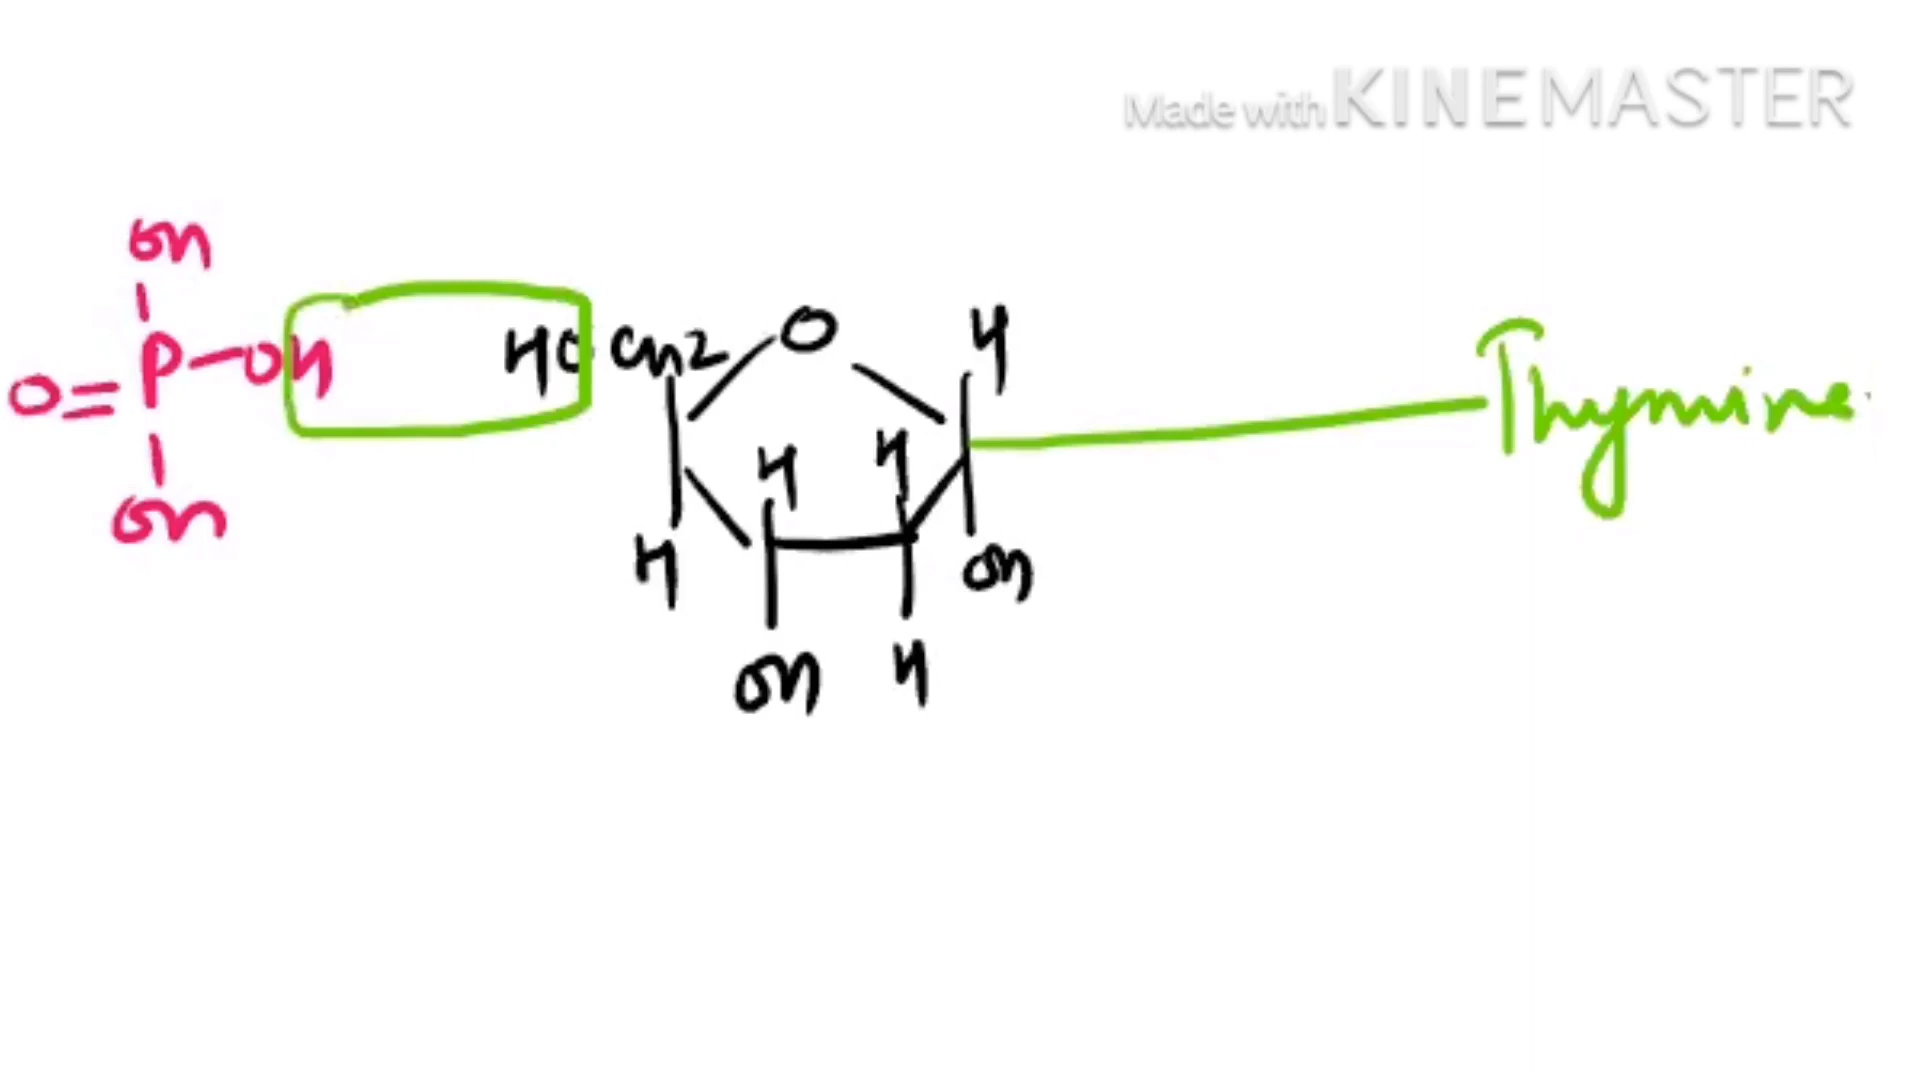 Made with KINEMASTER
OH
P-OH
O=
OH
HO CH2
O
H
H
H
H
OH
OH
H
Thymine